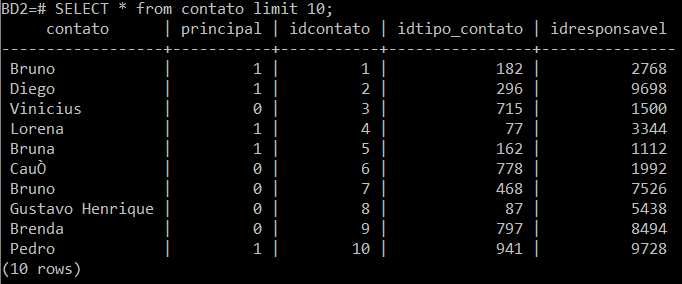 BD2=# SELECT * from contato limit 10;
contato | principal | idcontato | idtipo_contato | idresponsavel
-------------------+-----------+-----------+----------------+---------------
Bruno | 1 | 1 | 182 | 2768
Diego | 1 | 2 | 296 | 9698
Vinicius | 0 | 3 | 715 | 1500
Lorena | 1 | 4 | 77 | 3344
Bruna | 1 | 5 | 162 | 1112
CauÒ | 0 | 6 | 778 | 1992
Bruno | 0 | 7 | 468 | 7526
Gustavo Henrique | 0 | 8 | 87 | 5438
Brenda | 0 | 9 | 797 | 8494
Pedro | 1 | 10 | 941 | 9728
(10 rows)